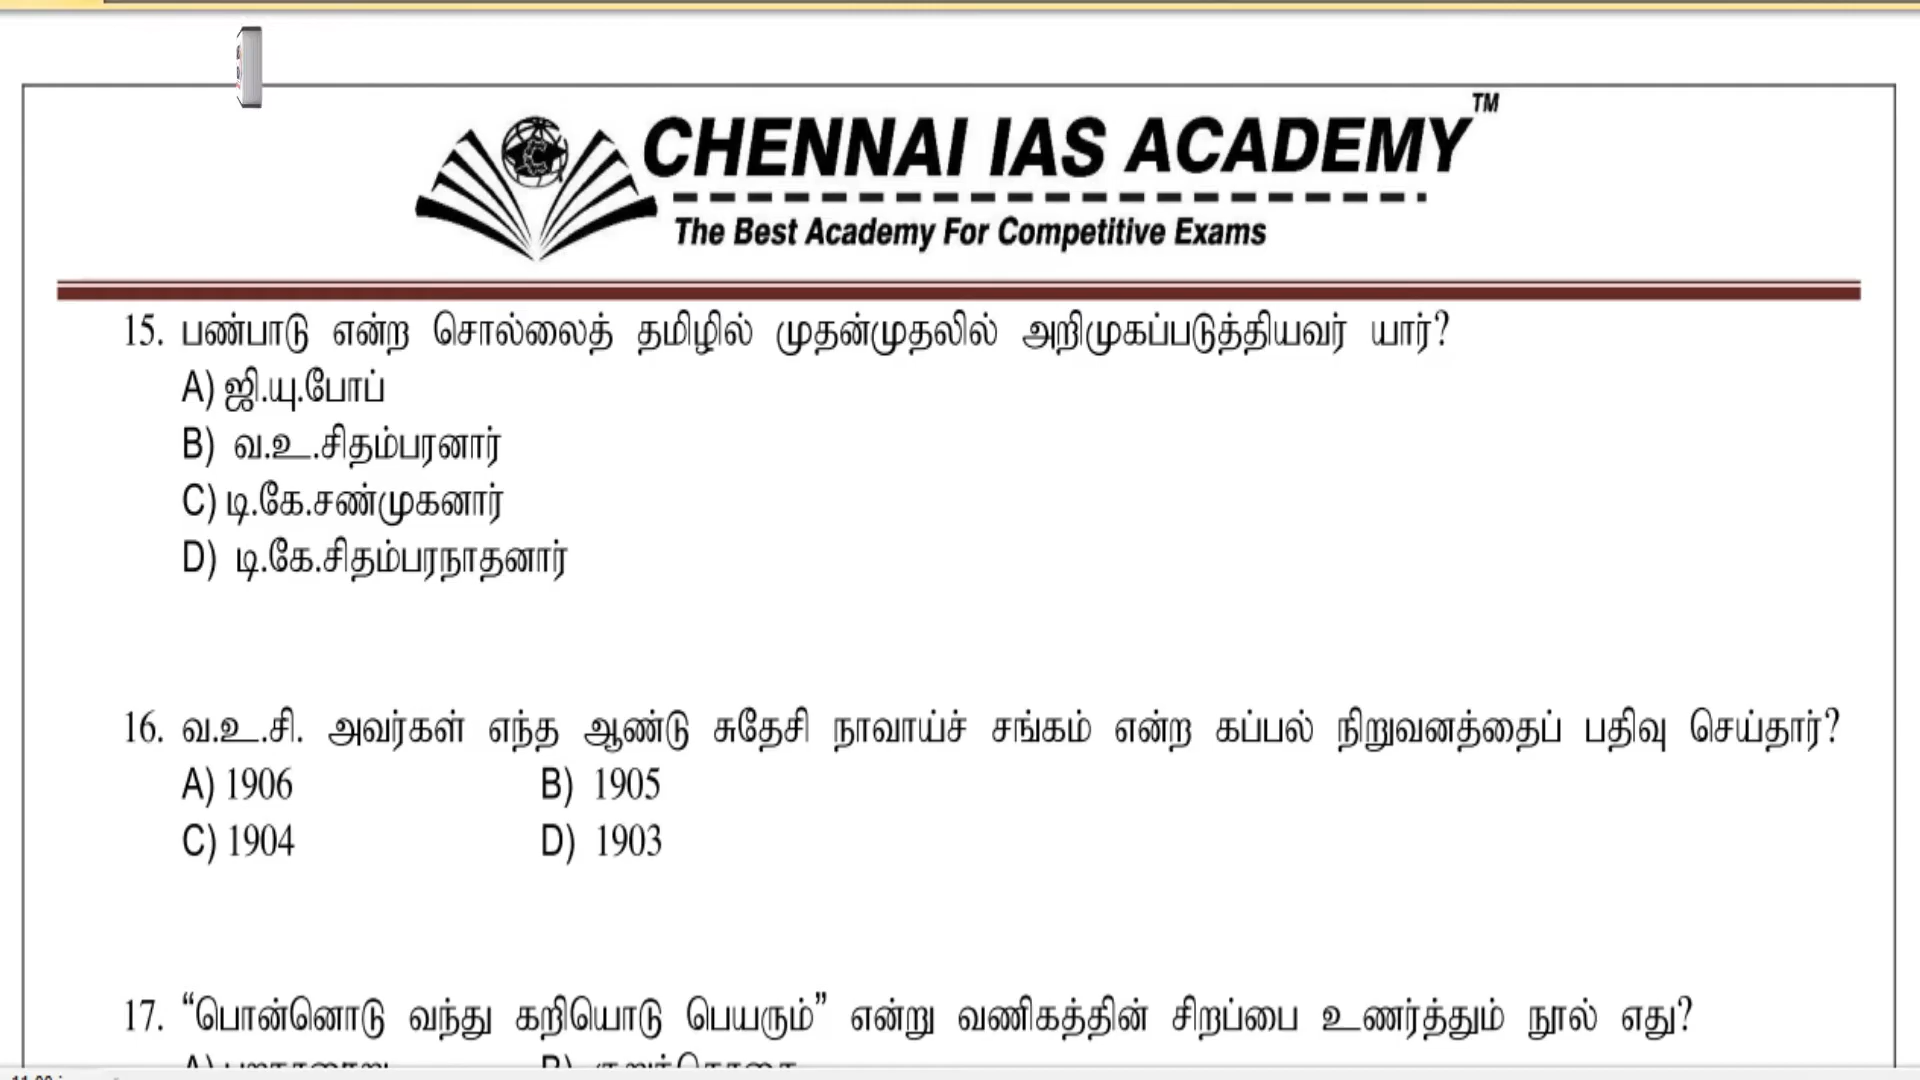 CHENNAI IAS ACADEMY TM
The Best Academy For Competitive Exams
15. பண்பாடு என்ற சொல்லைத் தமிழில் முதன்முதலில் அறிமுகப்படுத்தியவர் யார்?
A) ஜி.யு.போப்
B) வ.உ.சிதம்பரனார்
C) டி.கே.சண்முகனார்
D) டி.கே.சிதம்பரநாதனார்
16. வ.உ.சி. அவர்கள் எந்த ஆண்டு சுதேசி நாவாய்ச் சங்கம் என்ற கப்பல் நிறுவனத்தைப் பதிவு செய்தார்?
A) 1906 B) 1905
C) 1904 D) 1903
17. “பொன்னொடு வந்து கறியொடு பெயரும்” என்று வணிகத்தின் சிறப்பை உணர்த்தும் நூல் எது?